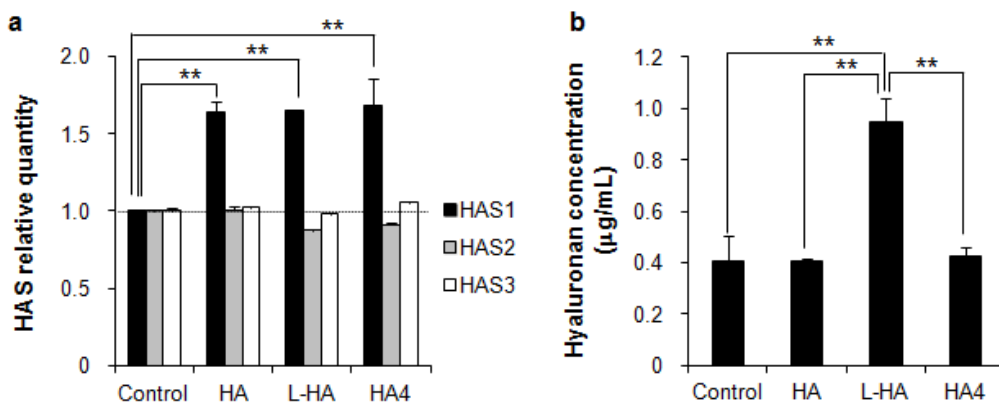 a
HAS relative quantity
2.0
1.5
1.0
0.5
0
**
**
**
Control HA L-HA HA4
HAS1
HAS2
HAS3
b
Hyaluronan concentration
(µg/mL)
1.2
1.0
0.8
0.6
0.4
0.2
0
**
** **
Control HA L-HA HA4